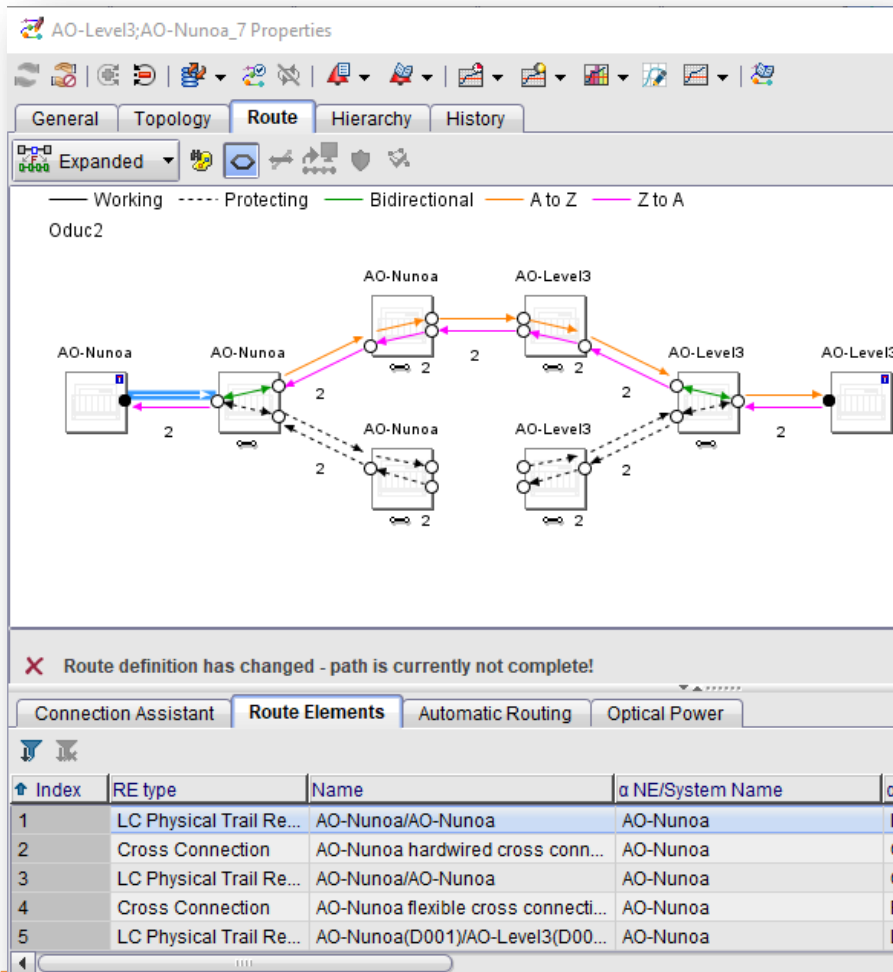 AO-Level3;AO-Nunoa_7 Properties
General Topology Route Hierarchy History
Expanded
Working Protecting Bidirectional A to Z Z to A
Oduc2
AO-Nunoa AO-Level3
2 2 2
AO-Nunoa AO-Nunoa AO-Level3 AO-Level3
2 2 2 2
AO-Nunoa AO-Level3
2 2
2 2
Route definition has changed - path is currently not complete!
Connection Assistant Route Elements Automatic Routing Optical Power
Index RE type Name α NE/System Name
1 LC Physical Trail Re... AO-Nunoa/AO-Nunoa AO-Nunoa
2 Cross Connection AO-Nunoa hardwired cross conn... AO-Nunoa
3 LC Physical Trail Re... AO-Nunoa/AO-Nunoa AO-Nunoa
4 Cross Connection AO-Nunoa flexible cross connecti... AO-Nunoa
5 LC Physical Trail Re... AO-Nunoa(D001)/AO-Level3(D00... AO-Nunoa